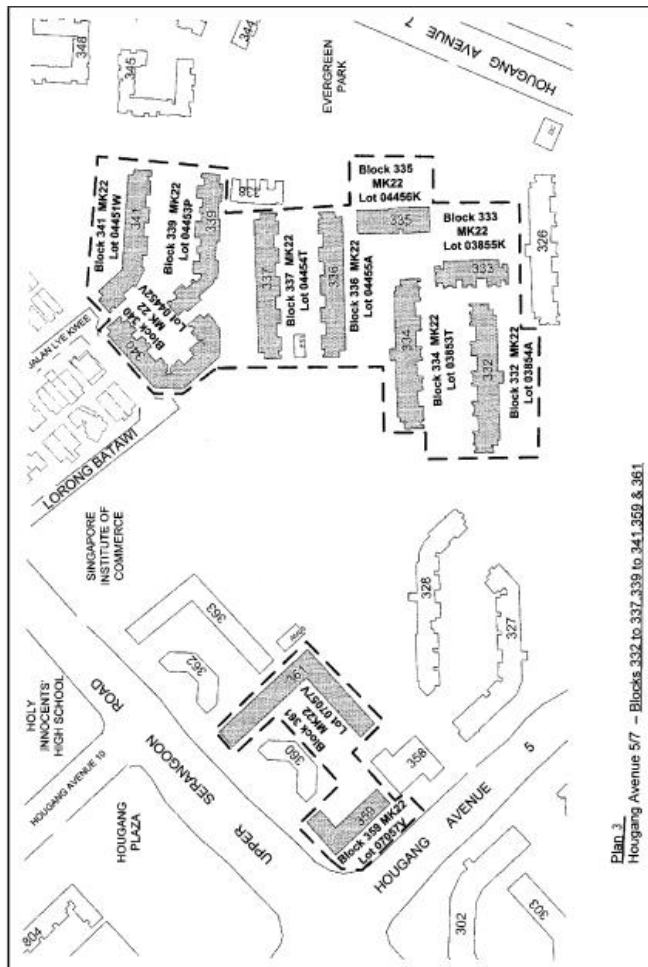 348
345
344
EVERGREEN
PARK
HOUGANG AVENUE 7
Block 341 MK22
Lot 04451W
341
Block 339 MK22
Lot 04453P
339
338
Block 340
MK 22
Lot 04452V
340
337
Block 337 MK22
Lot 04454T
336
Block 336 MK22
Lot 04455A
Block 335
MK22
Lot 04456K
335
Block 333
MK22
Lot 03855K
333
326
334
Block 334 MK22
Lot 03853T
332
Block 332 MK22
Lot 03854A
JALAN LYE KWEE
LORONG BATAWI
SINGAPORE
INSTITUTE OF
COMMERCE
363
362
361
Block 361
MK22
Lot 07057V
360
359
Block 359 MK22
Lot 07057V
358
328
327
HOLY
INNOCENTS'
HIGH SCHOOL
HOUGANG AVENUE 10
HOUGANG
PLAZA
UPPER SERANGOON ROAD
HOUGANG AVENUE 5
804
302
303
Plan 3
Hougang Avenue 5/7 – Blocks 332 to 337,339 to 341,359 & 361